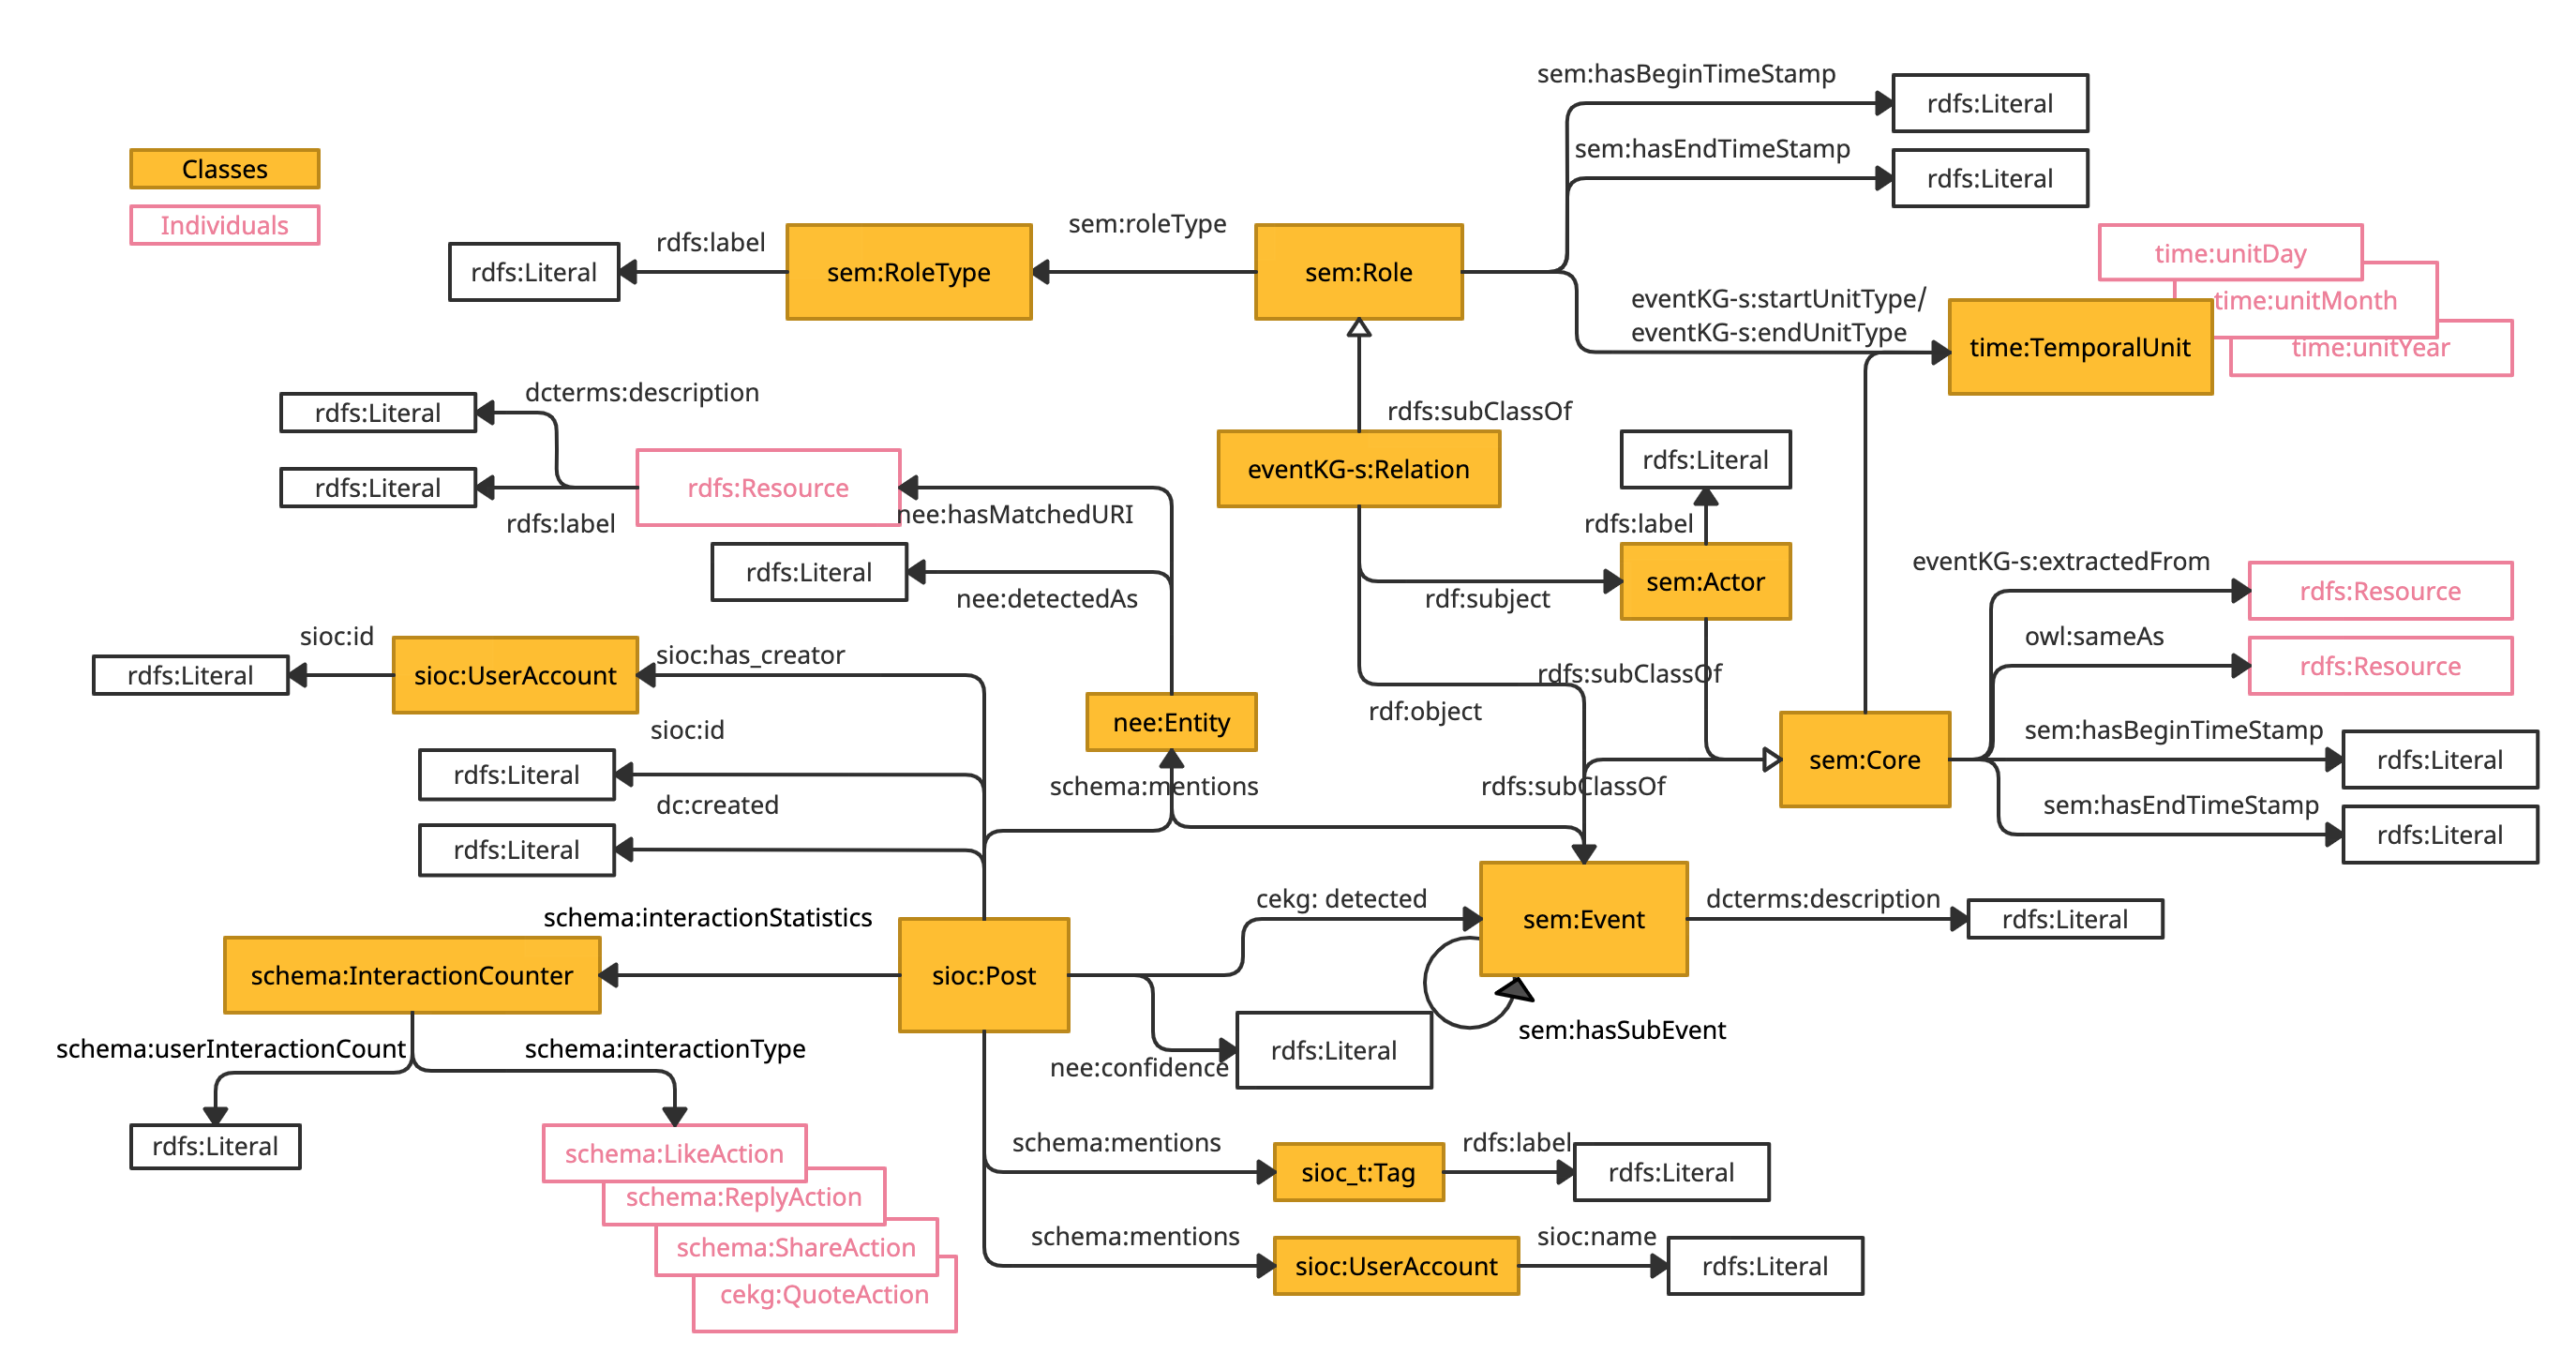 sem:hasBeginTimeStamp
rdfs:Literal
sem:hasEndTimeStamp
rdfs:Literal
Classes
Individuals
rdfs:Literal
rdfs:label
sem:RoleType
sem:roleType
sem:Role
time:unitDay
time:unitMonth
time:unitYear
eventKG-s:startUnitType/
eventKG-s:endUnitType
time:TemporalUnit
dcterms:description
rdfs:Literal
rdfs:Literal
rdfs:label
rdfs:Resource
nee:hasMatchedURI
rdfs:subClassOf
eventKG-s:Relation
rdfs:Literal
rdfs:label
rdfs:Literal
nee:detectedAs
rdf:subject
sem:Actor
eventKG-s:extractedFrom
rdfs:Resource
owl:sameAs
rdfs:Resource
sioc:id
rdfs:Literal
sioc:UserAccount
sioc:has_creator
rdfs:subClassOf
rdf:object
nee:Entity
sioc:id
rdfs:Literal
schema:mentions
rdfs:subClassOf
sem:Core
sem:hasBeginTimeStamp
rdfs:Literal
sem:hasEndTimeStamp
rdfs:Literal
dc:created
rdfs:Literal
schema:interactionStatistics
schema:InteractionCounter
sioc:Post
cekg: detected
sem:Event
dcterms:description
rdfs:Literal
sem:hasSubEvent
rdfs:Literal
nee:confidence
schema:userInteractionCount
schema:interactionType
rdfs:Literal
schema:LikeAction
schema:ReplyAction
schema:ShareAction
cekg:QuoteAction
schema:mentions
sioc_t:Tag
rdfs:label
rdfs:Literal
schema:mentions
sioc:UserAccount
sioc:name
rdfs:Literal